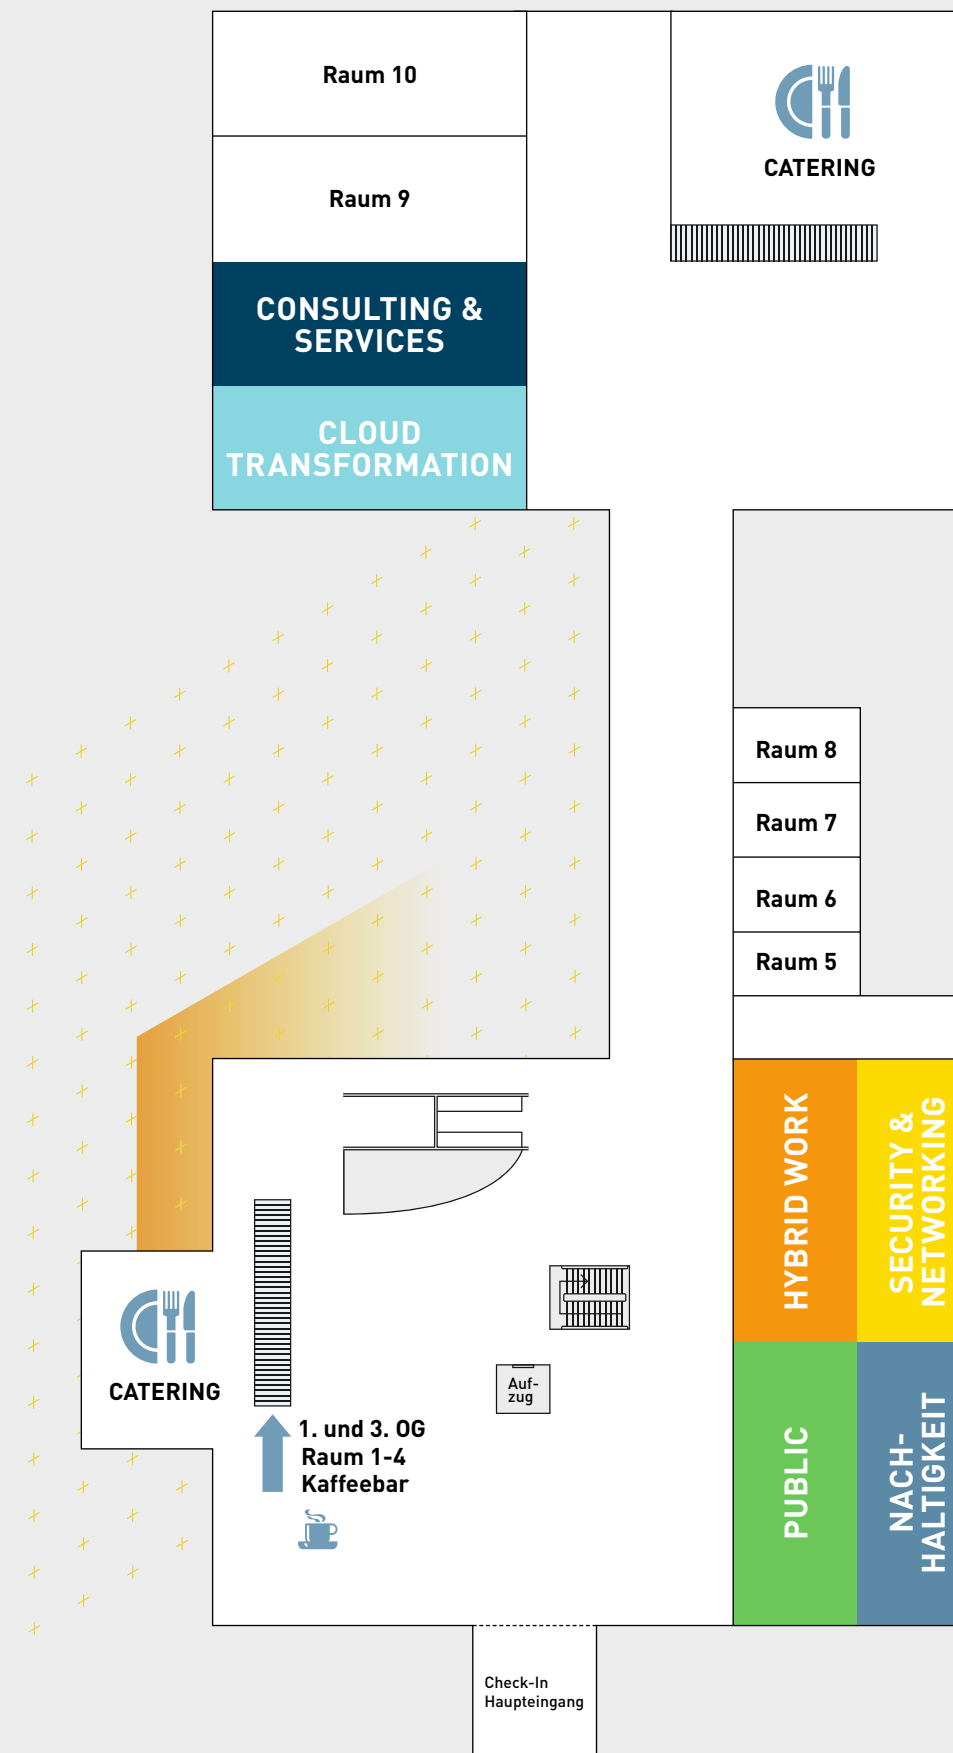 Raum 10
CATERING
Raum 9
CONSULTING &
SERVICES
CLOUD
TRANSFORMATION
Raum 8
Raum 7
Raum 6
Raum 5
HYBRID WORK
SECURITY &
NETWORKING
CATERING
Auf-
zug
1. und 3. OG
Raum 1-4
Kaffeebar
PUBLIC
NACH-
HALTIGKEIT
Check-In
Haupteingang